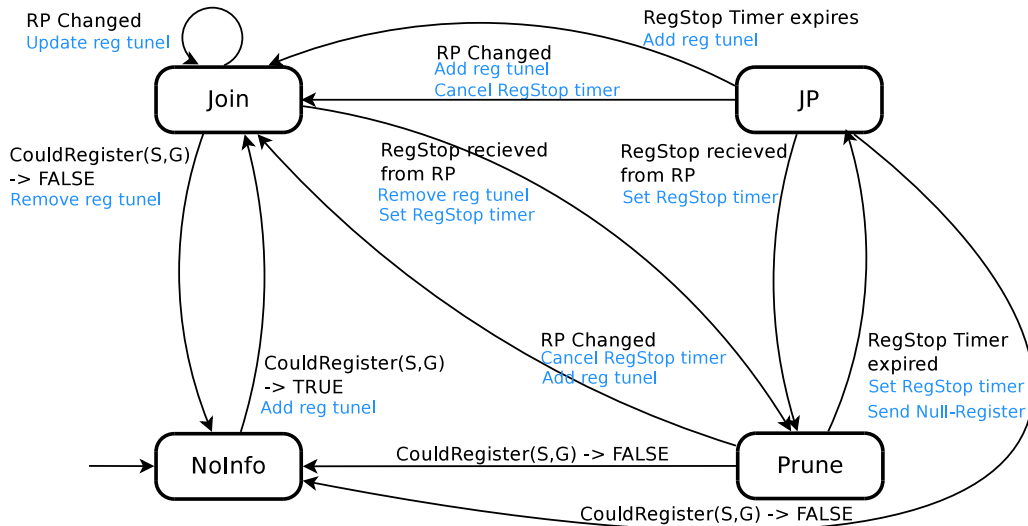 RP Changed
Update reg tunel
RegStop Timer expires
Add reg tunel
RP Changed
Add reg tunel
Cancel RegStop timer
Join
JP
CouldRegister(S,G)
-> FALSE
Remove reg tunel
RegStop recieved
from RP
Remove reg tunel
Set RegStop timer
RegStop recieved
from RP
Set RegStop timer
CouldRegister(S,G)
-> TRUE
Add reg tunel
RP Changed
Cancel RegStop timer
Add reg tunel
RegStop Timer
expired
Set RegStop timer
Send Null-Register
NoInfo
CouldRegister(S,G) -> FALSE
Prune
CouldRegister(S,G) -> FALSE